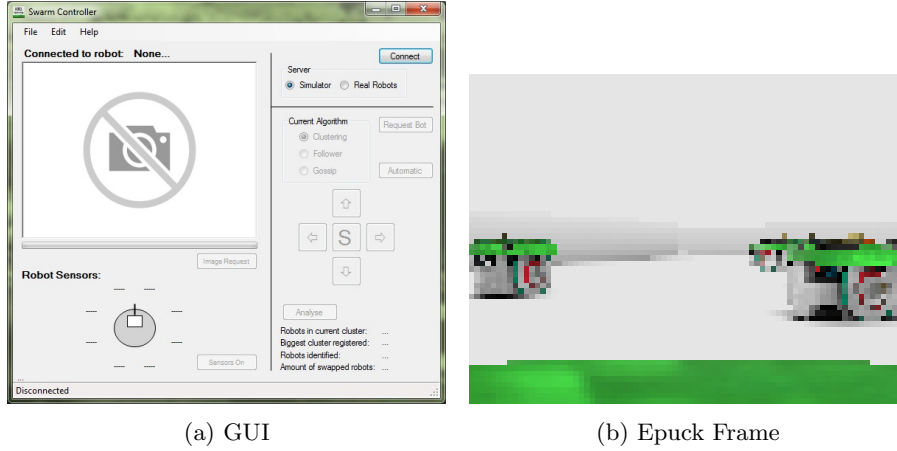 Swarm Controller
File Edit Help
Connected to robot: None...
Connect
Server
Simulator Real Robots
Current Algorithm
Clustering
Follower
Gossip
Request Bot
Automatic
S
Image Request
Robot Sensors:
-----
-----
-----
-----
-----
-----
-----
-----
Sensors On
Analyse
Robots in current cluster: ...
Biggest cluster registered: ...
Robots identified: ...
Amount of swapped robots: ...
...
Disconnected
(a) GUI
(b) Epuck Frame